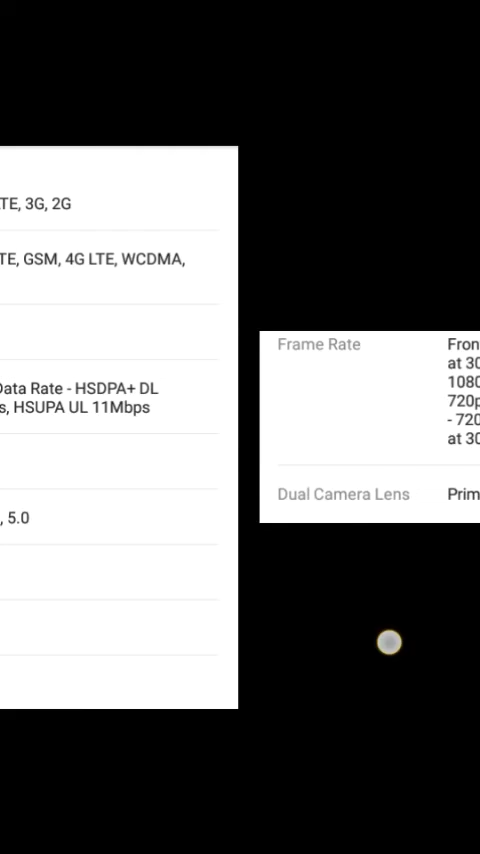 TE, 3G, 2G
TE, GSM, 4G LTE, WCDMA,
Data Rate - HSDPA+ DL
s, HSUPA UL 11Mbps
, 5.0
Frame Rate
Fron
at 30
1080
720p
- 720
at 30
Dual Camera Lens
Prim